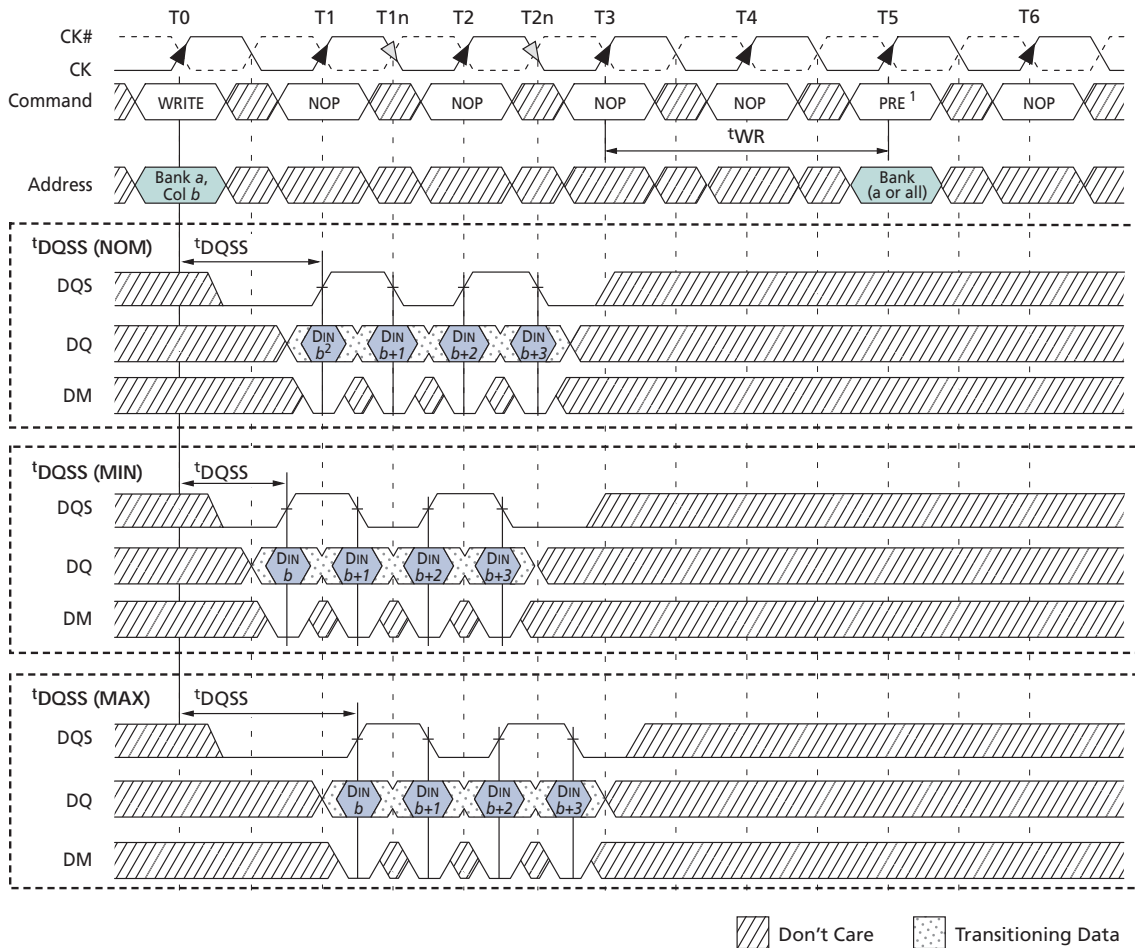 T0 T1 T1n T2 T2n T3 T4 T5 T6
CK#
CK
Command WRITE NOP NOP NOP NOP PRE 1 NOP
tWR
Address Bank a, Col b Bank (a or all)
tDQSS (NOM) tDQSS
DQS
DQ DIN b2 DIN b+1 DIN b+2 DIN b+3
DM
tDQSS (MIN) tDQSS
DQS
DQ DIN b DIN b+1 DIN b+2 DIN b+3
DM
tDQSS (MAX) tDQSS
DQS
DQ DIN b DIN b+1 DIN b+2 DIN b+3
DM
Don't Care Transitioning Data